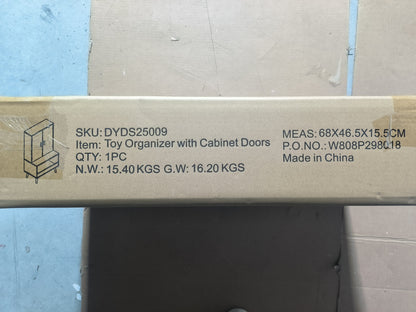 SKU: DYDS25009
Item: Toy Organizer with Cabinet Doors
QTY: 1PC
N.W.: 15.40 KGS G.W: 16.20 KGS
MEAS: 68X46.5X15.5CM
P.O.NO.: W808P298018
Made in China